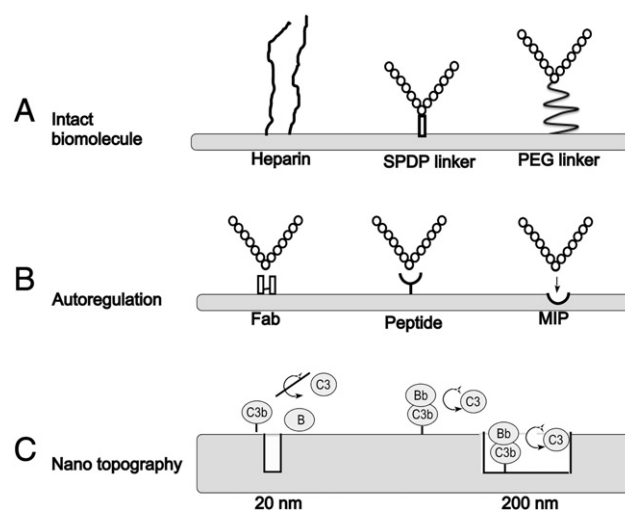 A
Intact
biomolecule
Heparin
SPDP linker
PEG linker
B
Autoregulation
Fab
Peptide
MIP
C3
C3b
B
Bb
C3b
C3
Bb
C3b
C3
C
Nano topography
20 nm
200 nm